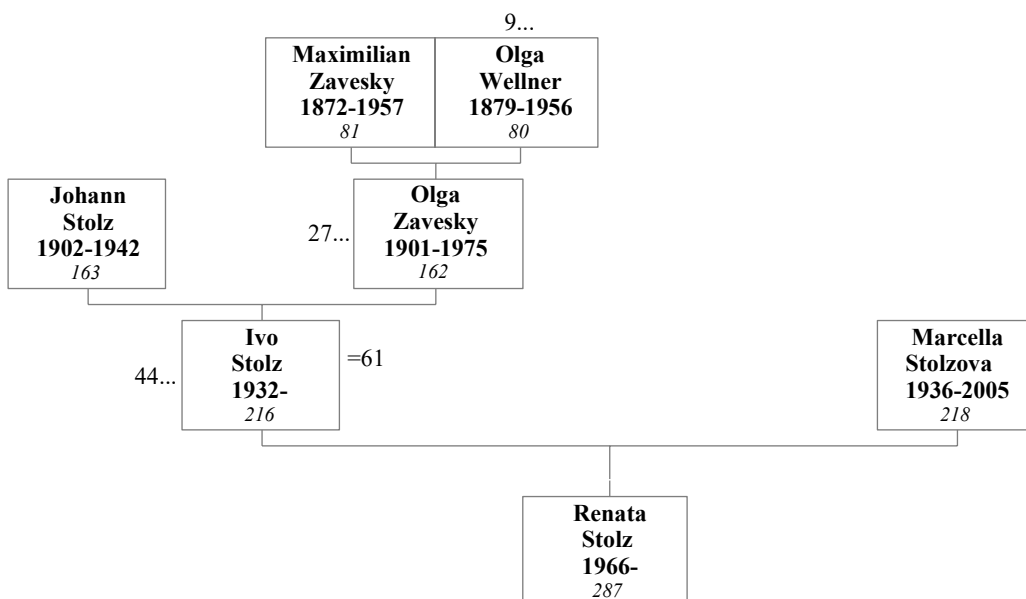 9...
Maximilian
Zavesky
1872-1957
81
Olga
Wellner
1879-1956
80
Johann
Stolz
1902-1942
163
27...
Olga
Zavesky
1901-1975
162
44...
Ivo
Stolz
1932-
216
=61
Marcella
Stolzova
1936-2005
218
Renata
Stolz
1966-
287